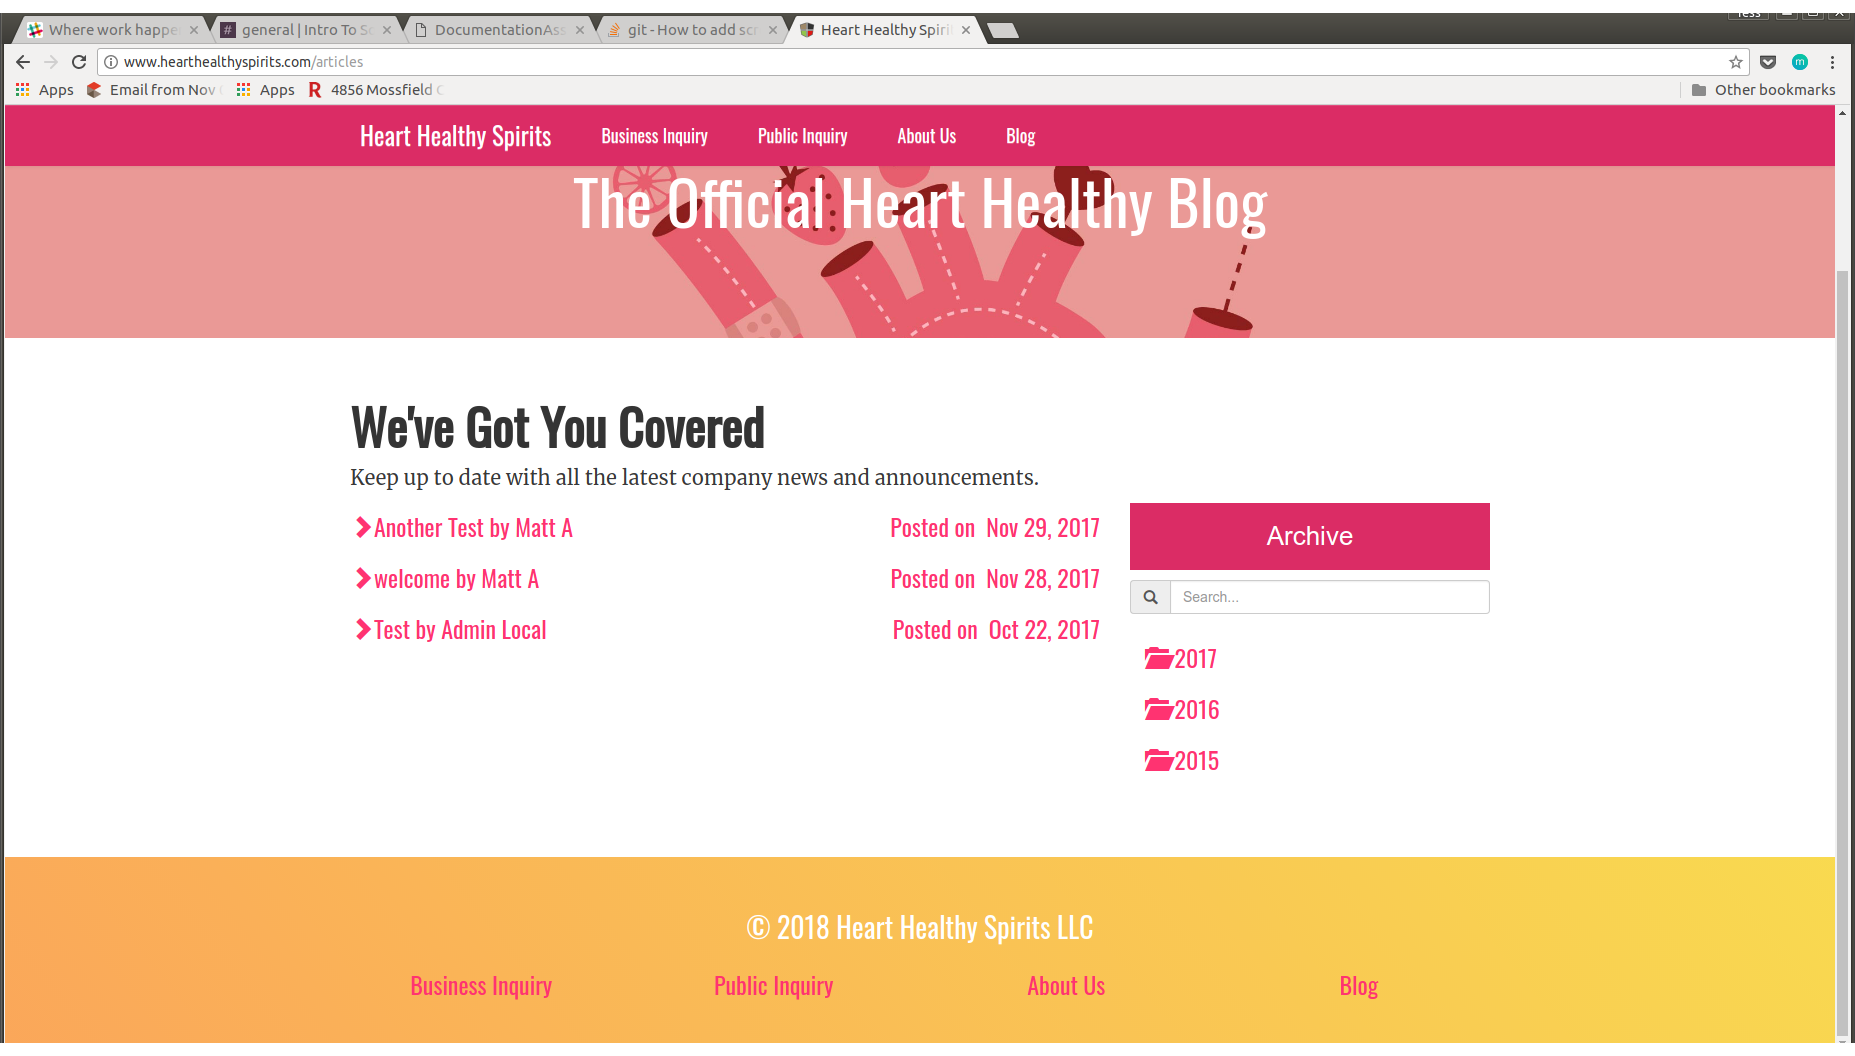 Tess
Where work happe
# general | Intro To Sc
DocumentationAss
git - How to add scr
Heart Healthy Spirit
www.hearthealthyspirits.com/articles
m
Apps
Email from Nov
Apps
R 4856 Mossfield C
Other bookmarks
Heart Healthy Spirits
Business Inquiry
Public Inquiry
About Us
Blog
The Official Heart Healthy Blog
We've Got You Covered
Keep up to date with all the latest company news and announcements.
Another Test by Matt A Posted on Nov 29, 2017
welcome by Matt A Posted on Nov 28, 2017
Test by Admin Local Posted on Oct 22, 2017
Archive
Search...
2017
2016
2015
© 2018 Heart Healthy Spirits LLC
Business Inquiry
Public Inquiry
About Us
Blog